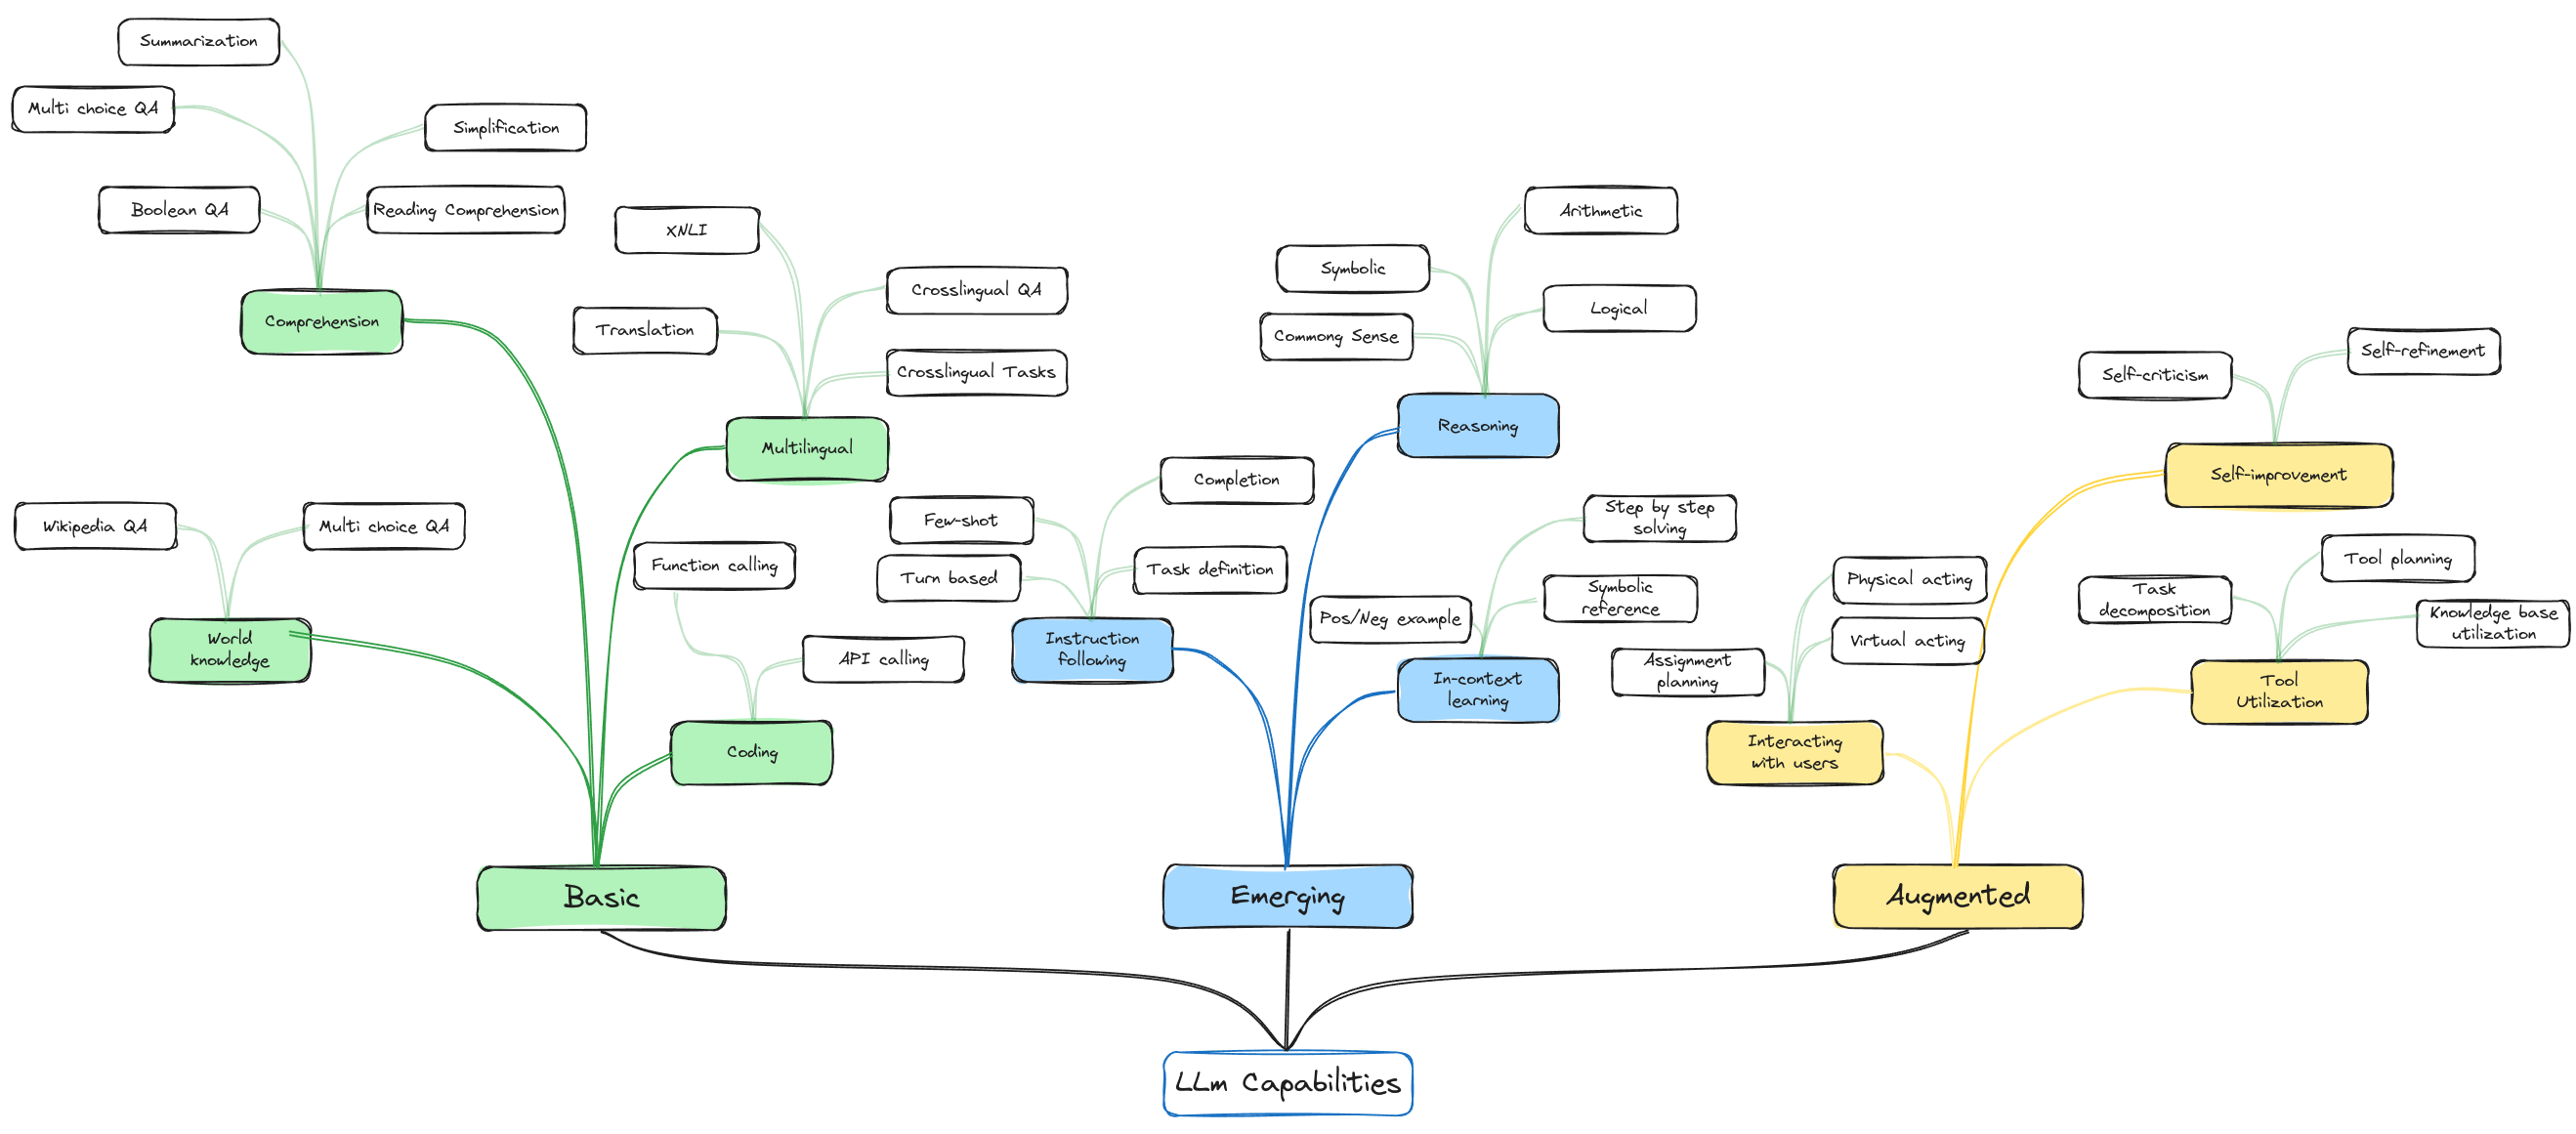 Summarization
Multi choice QA
Simplification
Boolean QA
Reading Comprehension
Comprehension
XNLI
Translation
Crosslingual QA
Crosslingual Tasks
Multilingual
Wikipedia QA
Multi choice QA
World
knowledge
Function calling
API calling
Coding
Basic
Few-shot
Completion
Turn based
Task definition
Instruction
following
Arithmetic
Symbolic
Logical
Commong Sense
Reasoning
Step by step
solving
Symbolic
reference
Pos/Neg example
In-context
learning
Emerging
Physical acting
Virtual acting
Assignment
planning
Interacting
with users
Self-refinement
Self-criticism
Self-improvement
Tool planning
Task
decomposition
Knowledge base
utilization
Tool
Utilization
Augmented
LLm Capabilities